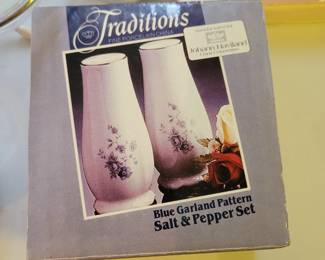 Traditions
FINE PORCELAIN CHINA
Johann Haviland
Blue Garland Pattern
Salt & Pepper Set